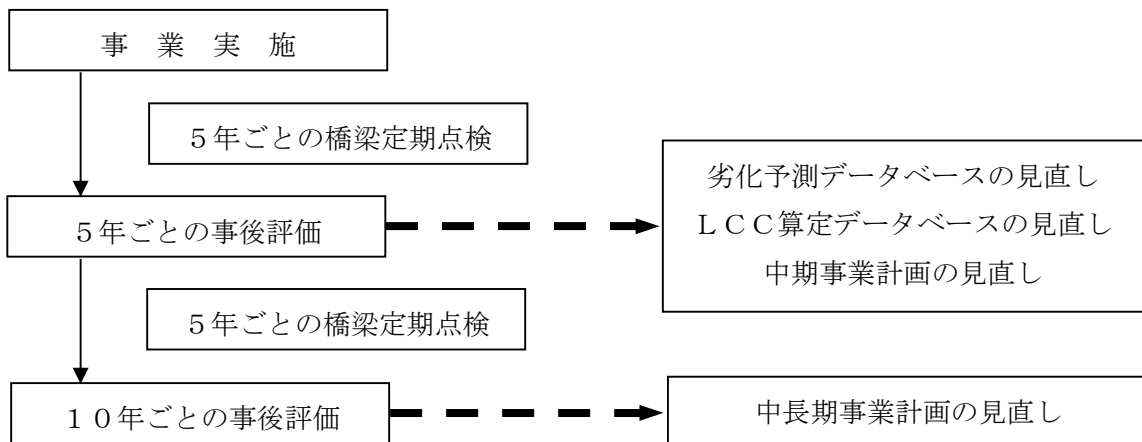 事　業　実　施
５年ごとの橋梁定期点検
５年ごとの事後評価
劣化予測データベースの見直し
ＬＣＣ算定データベースの見直し
中期事業計画の見直し
５年ごとの橋梁定期点検
１０年ごとの事後評価
中長期事業計画の見直し